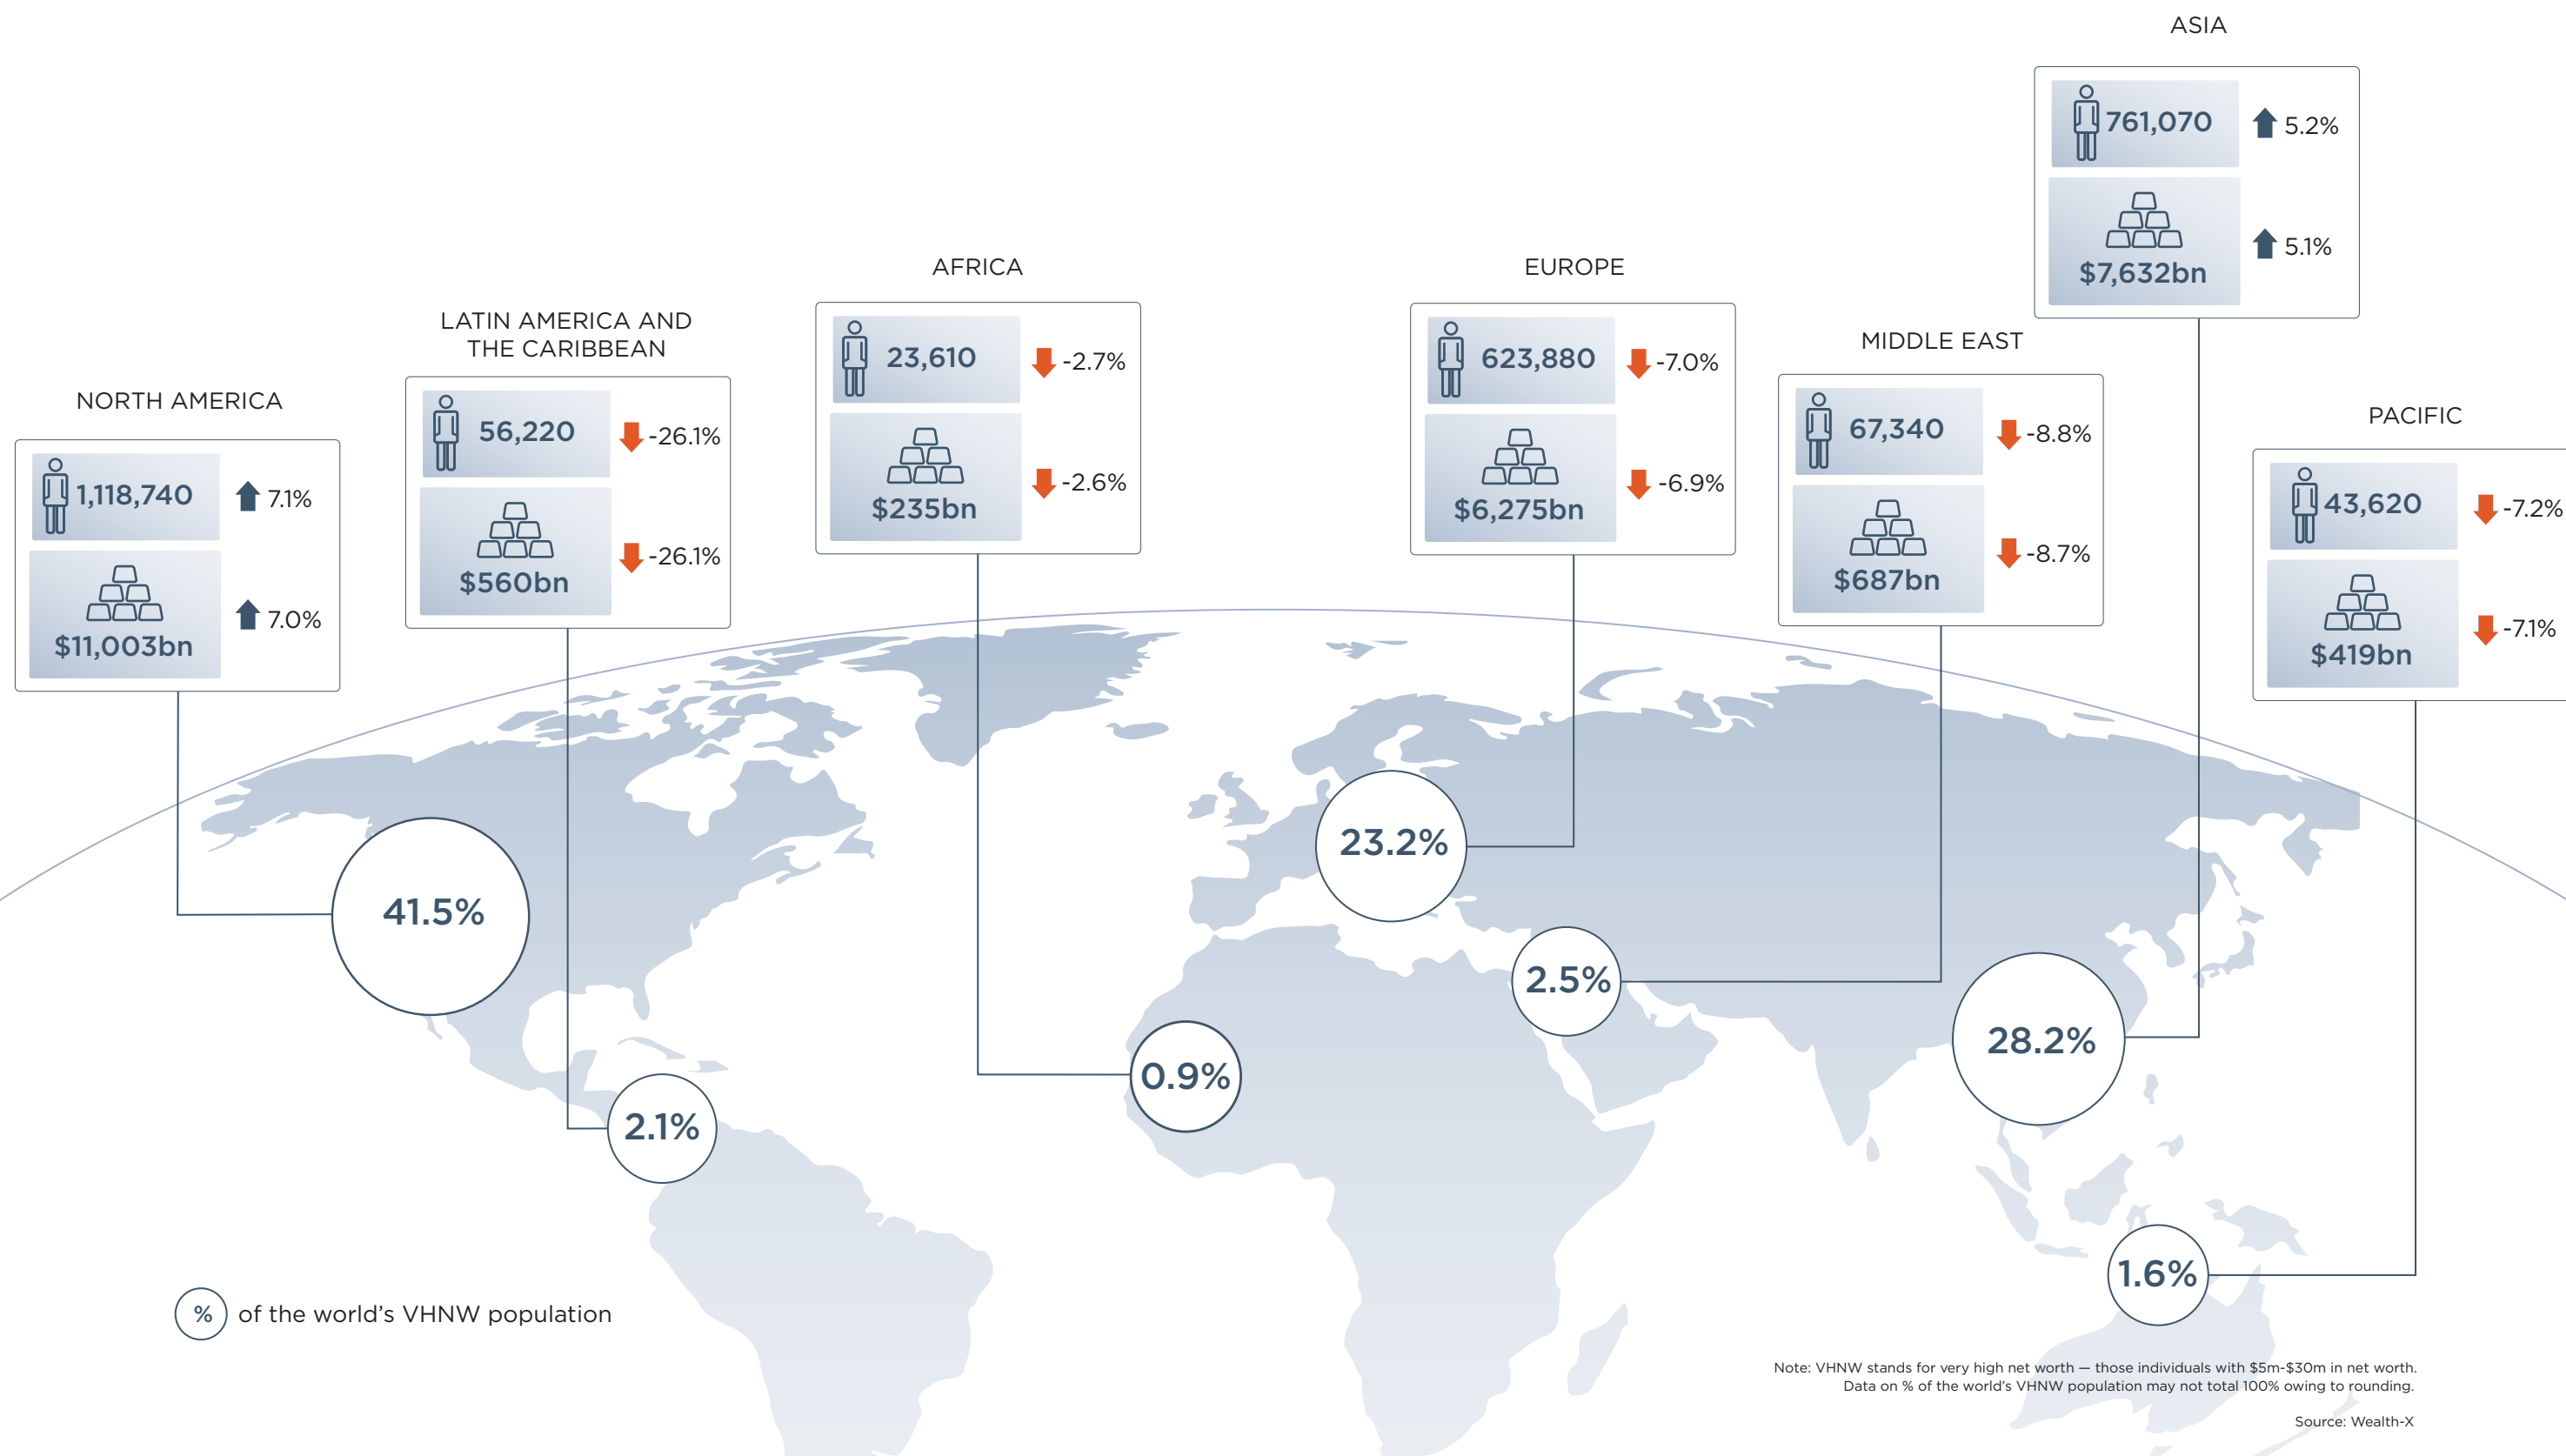 ASIA
761,070
5.2%
$7,632bn
5.1%
AFRICA
23,610
-2.7%
$235bn
-2.6%
EUROPE
623,880
-7.0%
$6,275bn
-6.9%
LATIN AMERICA AND
THE CARIBBEAN
56,220
-26.1%
$560bn
-26.1%
MIDDLE EAST
67,340
-8.8%
$687bn
-8.7%
NORTH AMERICA
1,118,740
7.1%
$11,003bn
7.0%
PACIFIC
43,620
-7.2%
$419bn
-7.1%
23.2%
41.5%
2.5%
28.2%
0.9%
2.1%
1.6%
% of the world’s VHNW population
Note: VHNW stands for very high net worth — those individuals with $5m-$30m in net worth.
Data on % of the world’s VHNW population may not total 100% owing to rounding.
Source: Wealth-X